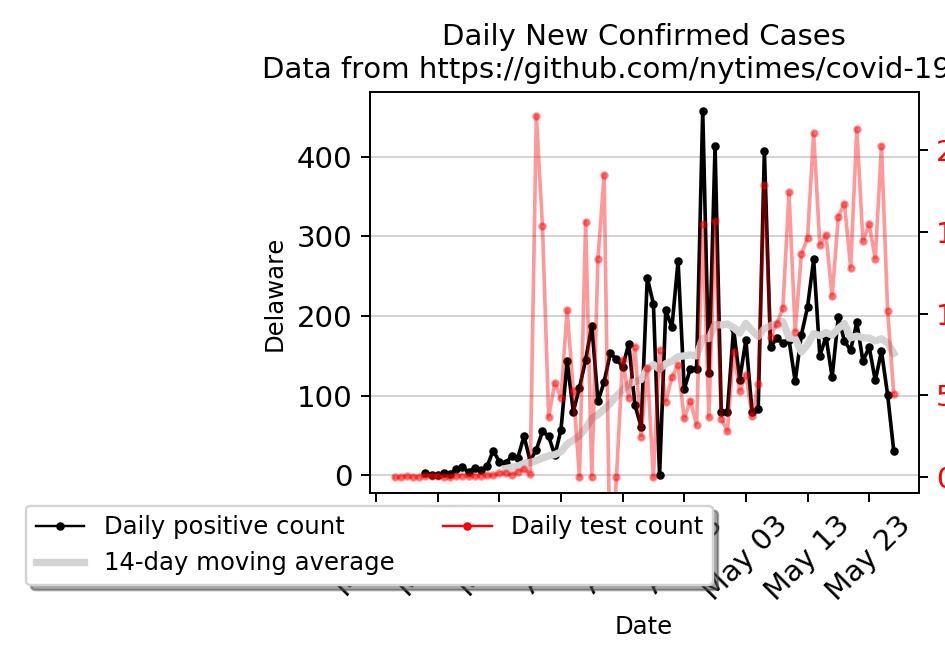 Daily New Confirmed Cases
Data from https://github.com/nytimes/covid-19
400
300
200
100
0
Delaware
May 03
May 13
May 23
Daily positive count
Daily test count
14-day moving average
Date